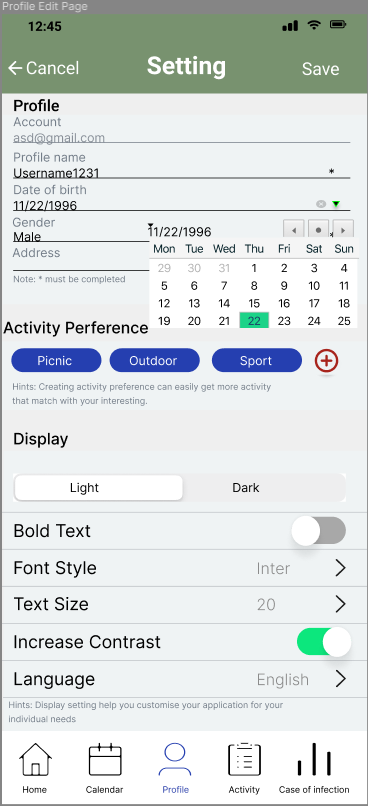 Profile Edit Page
12:45
Cancel Setting Save
Profile
Account
asd@gmail.com
Profile name
Username1231 *
Date of birth
11/22/1996
Gender
Male
11/22/1996 *
Address
Mon Tue Wed Thu Fri Sat Sun
29 30 31 1 2 3 4
5 6 7 8 9 10 11
12 13 14 15 16 17 18
19 20 21 22 23 24 25
Note: * must be completed
Activity Perference
Picnic Outdoor Sport
Hints: Creating activity preference can easily get more activity
that match with your interesting.
Display
Light Dark
Bold Text
Font Style Inter
Text Size 20
Increase Contrast
Language English
Hints: Display setting help you customise your application for your
individual needs
Home Calendar Profile Activity Case of infection